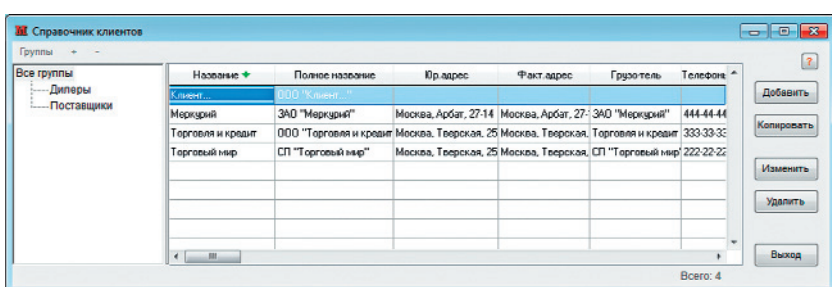 Справочник клиентов
Группы + -
Все группы
Дилеры
Поставщики
Название Полное название Юр.адрес Факт.адрес Грузо-тель Телефоны
Клиент... ООО "Клиент..."
Меркурий ЗАО "Меркурий" Москва, Арбат, 27-14 Москва, Арбат, 27- ЗАО "Меркурий" 444-44-44
Торговля и кредит ООО "Торговля и кредит Москва, Тверская, 25 Москва, Тверская, Торговля и кредит 333-33-33
Торговый мир СП "Торговый мир" Москва, Тверская, 25 Москва, Тверская, СП "Торговый мир" 222-22-22
?
Добавить
Копировать
Изменить
Удалить
Выход
Всего: 4